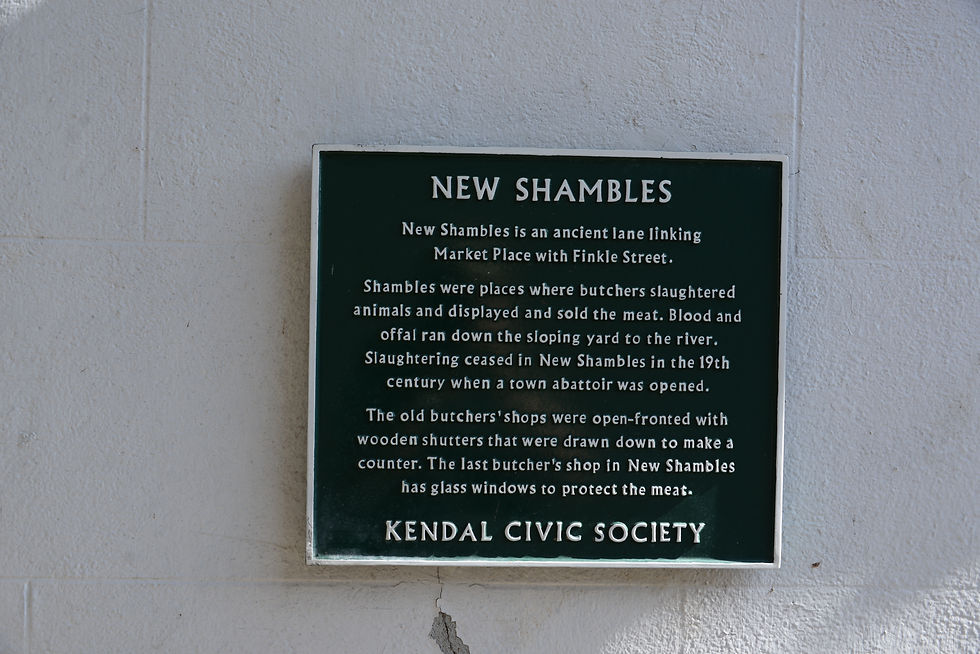 NEW SHAMBLES
New Shambles is an ancient lane linking
Market Place with Finkle Street.
Shambles were places where butchers slaughtered
animals and displayed and sold the meat. Blood and
offal ran down the sloping yard to the river.
Slaughtering ceased in New Shambles in the 19th
century when a town abattoir was opened.
The old butchers' shops were open-fronted with
wooden shutters that were drawn down to make a
counter. The last butcher's shop in New Shambles
has glass windows to protect the meat.
KENDAL CIVIC SOCIETY